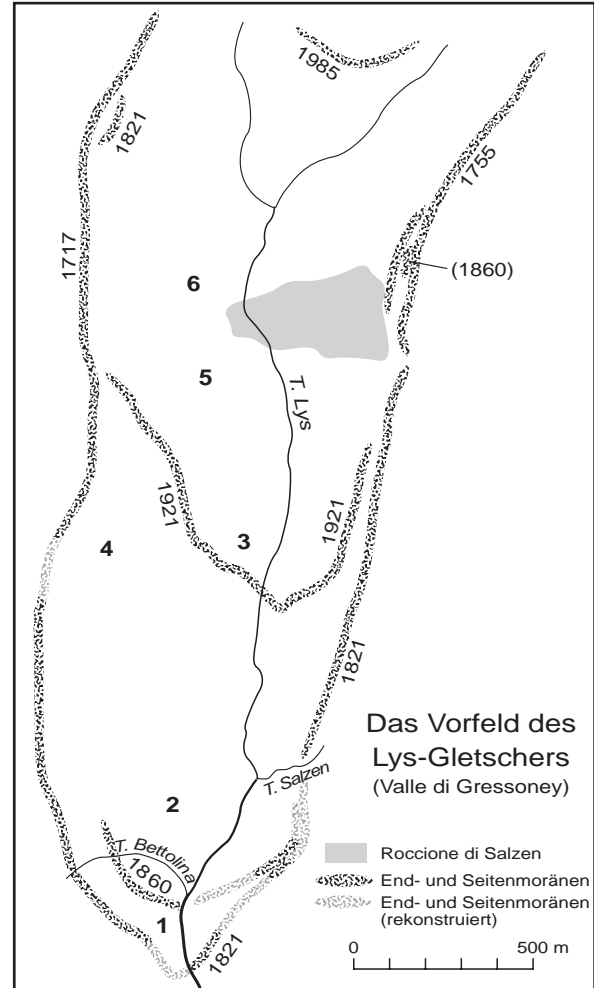 1985
1821
1755
1717
(1860)
6
5
T. Lys
1921
1921
4
3
1821
Das Vorfeld des
Lys-Gletschers
(Valle di Gressoney)
T. Salzen
2
T. Bettolina
1860
1
1821
Roccione di Salzen
End- und Seitenmoränen
End- und Seitenmoränen
(rekonstruiert)
0 500 m